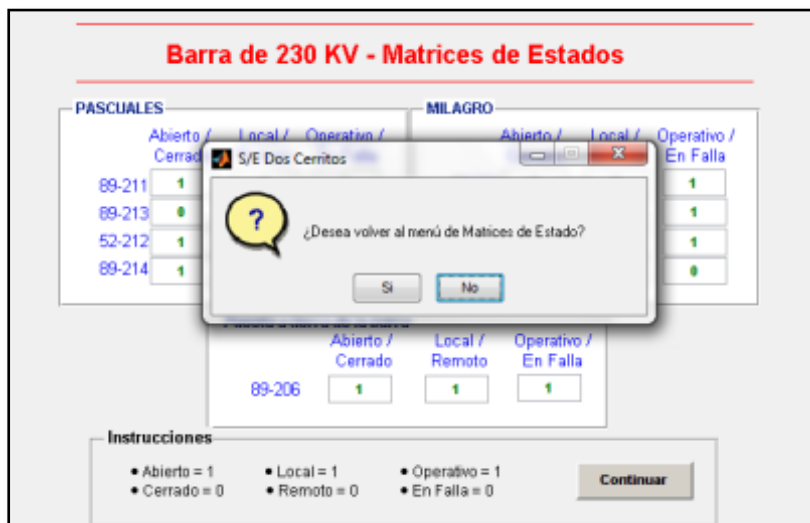 Barra de 230 KV - Matrices de Estados
PASCUALES
MILAGRO
Abierto / Local / Operativo /
Abierto / Local / Operativo /
Cerrado
En Falla
S/E Dos Cerritos
89-211 1
1
89-213 0
1
52-212 1
1
89-214 1
0
?
¿Desea volver al menú de Matrices de Estado?
Si No
Abierto / Local / Operativo /
Cerrado Remoto En Falla
89-206 1 1 1
Instrucciones
• Abierto = 1 • Local = 1 • Operativo = 1
• Cerrado = 0 • Remoto = 0 • En Falla = 0
Continuar